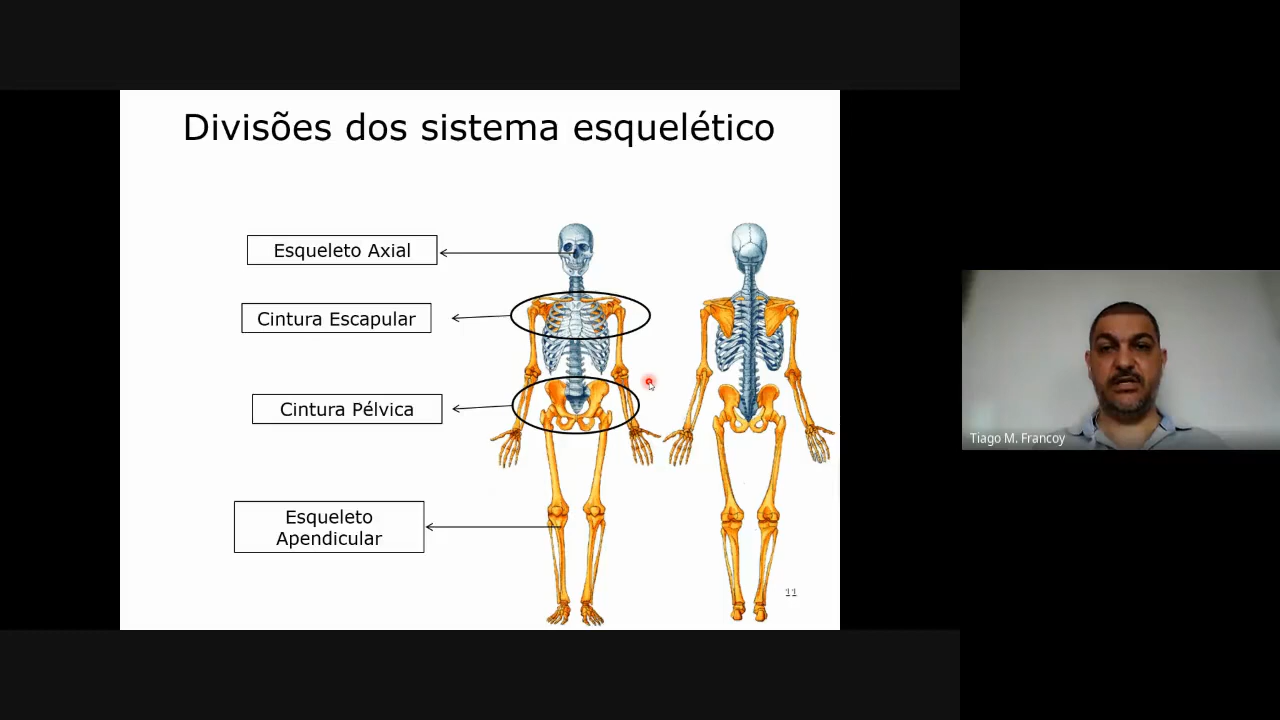 Divisões dos sistema esquelético
Esqueleto Axial
Cintura Escapular
Cintura Pélvica
Esqueleto
Apendicular
11
Tiago M. Francoy